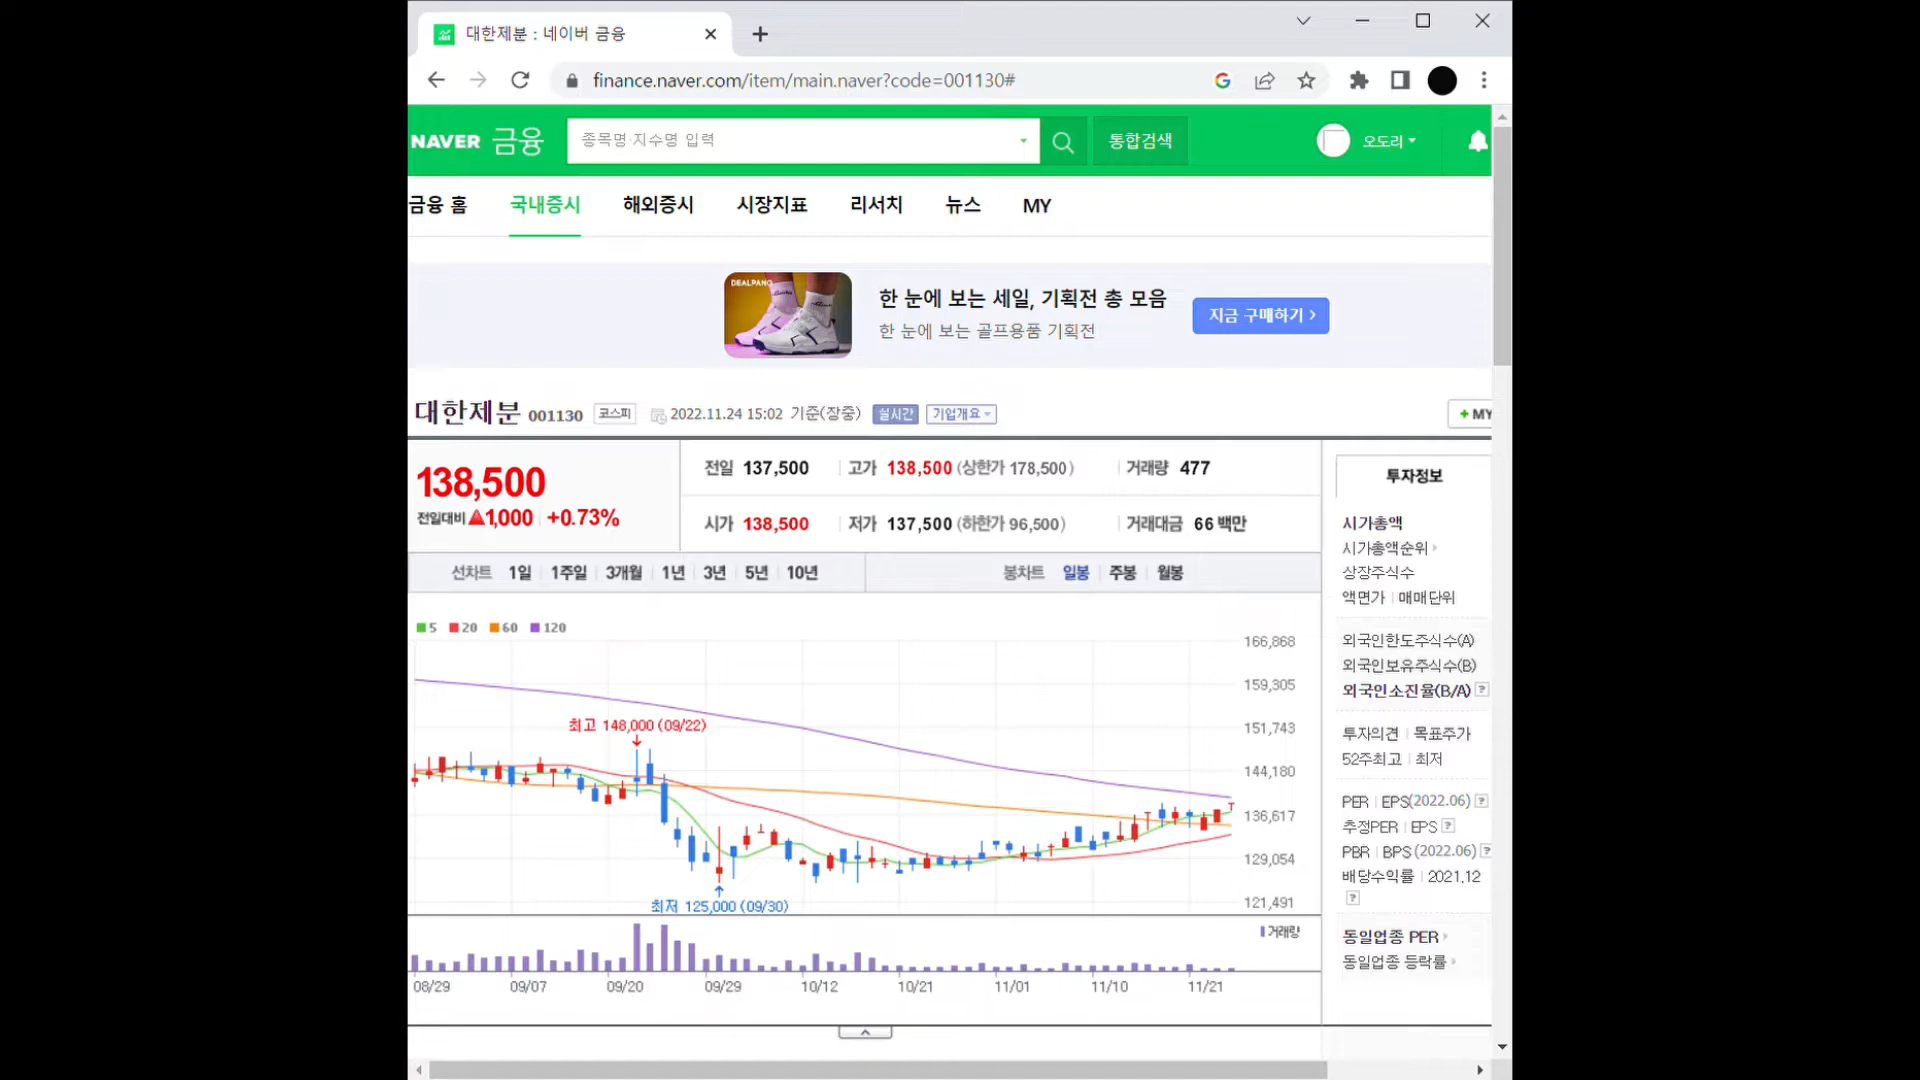 대한제분 : 네이버 금융
finance.naver.com/item/main.naver?code=001130#
NAVER 금융
종목명·지수명 입력
통합검색
오도리
금융 홈 국내증시 해외증시 시장지표 리서치 뉴스 MY
DEALPANG
한 눈에 보는 세일, 기획전 총 모음
한 눈에 보는 골프용품 기획전
지금 구매하기 >
대한제분 001130 코스피 2022.11.24 15:02 기준(장중) 실시간 기업개요
+ MY
138,500
전일대비 ▲1,000 +0.73%
전일 137,500 고가 138,500 (상한가 178,500) 거래량 477
시가 138,500 저가 137,500 (하한가 96,500) 거래대금 66 백만
선차트 1일 1주일 3개월 1년 3년 5년 10년
봉차트 일봉 주봉 월봉
5 20 60 120
166,868
159,305
151,743
144,180
136,617
129,054
121,491
최고 148,000 (09/22)
최저 125,000 (09/30)
거래량
08/29 09/07 09/20 09/29 10/12 10/21 11/01 11/10 11/21
투자정보
시가총액
시가총액순위
상장주식수
액면가 | 매매단위
외국인한도주식수(A)
외국인보유주식수(B)
외국인소진율(B/A) ?
투자의견 | 목표주가
52주최고 | 최저
PER | EPS(2022.06) ?
추정PER | EPS ?
PBR | BPS (2022.06) ?
배당수익률 | 2021.12
?
동일업종 PER
동일업종 등락률